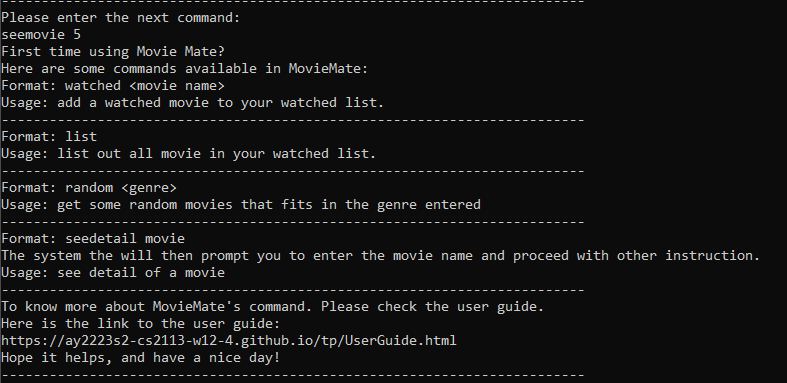 --------------------------------------------------------------------------
Please enter the next command:
seemovie 5
First time using Movie Mate?
Here are some commands available in MovieMate:
Format: watched <movie name>
Usage: add a watched movie to your watched list.
--------------------------------------------------------------------------
Format: list
Usage: list out all movie in your watched list.
--------------------------------------------------------------------------
Format: random <genre>
Usage: get some random movies that fits in the genre entered
--------------------------------------------------------------------------
Format: seedetail movie
The system the will then prompt you to enter the movie name and proceed with other instruction.
Usage: see detail of a movie
--------------------------------------------------------------------------
To know more about MovieMate's command. Please check the user guide.
Here is the link to the user guide:
https://ay2223s2-cs2113-w12-4.github.io/tp/UserGuide.html
Hope it helps, and have a nice day!
--------------------------------------------------------------------------